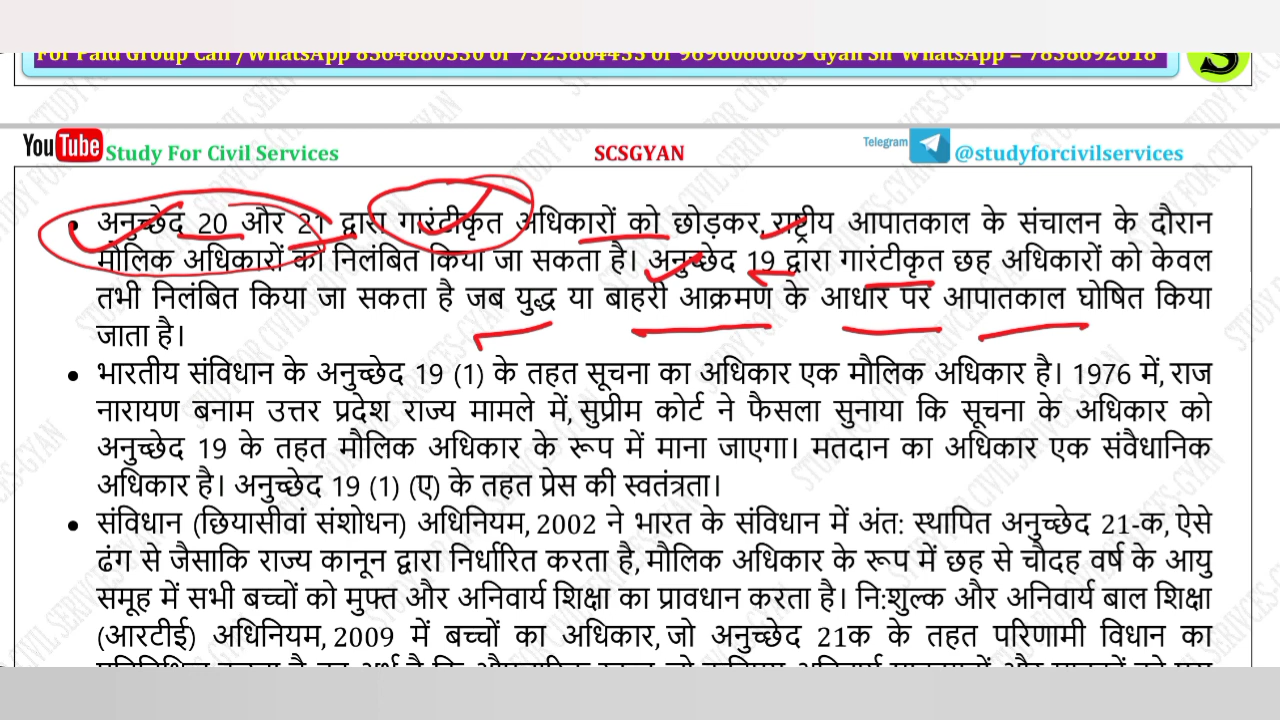 For Paid Group Call /WhatsApp 8564880530 or 7525864455 or 9696088089 Gyan Sir WhatsApp = 7838692618
YouTube Study For Civil Services SCSGYAN Telegram @studyforcivilservices
• अनुच्छेद 20 और 21 द्वारा गारंटीकृत अधिकारों को छोड़कर, राष्ट्रीय आपातकाल के संचालन के दौरान
मौलिक अधिकारों को निलंबित किया जा सकता है। अनुच्छेद 19 द्वारा गारंटीकृत छह अधिकारों को केवल
तभी निलंबित किया जा सकता है जब युद्ध या बाहरी आक्रमण के आधार पर आपातकाल घोषित किया
जाता है।
• भारतीय संविधान के अनुच्छेद 19 (1) के तहत सूचना का अधिकार एक मौलिक अधिकार है। 1976 में, राज
नारायण बनाम उत्तर प्रदेश राज्य मामले में, सुप्रीम कोर्ट ने फैसला सुनाया कि सूचना के अधिकार को
अनुच्छेद 19 के तहत मौलिक अधिकार के रूप में माना जाएगा। मतदान का अधिकार एक संवैधानिक
अधिकार है। अनुच्छेद 19 (1) (ए) के तहत प्रेस की स्वतंत्रता।
• संविधान (छियासीवां संशोधन) अधिनियम, 2002 ने भारत के संविधान में अंत: स्थापित अनुच्छेद 21-क, ऐसे
ढंग से जैसाकि राज्य कानून द्वारा निर्धारित करता है, मौलिक अधिकार के रूप में छह से चौदह वर्ष के आयु
समूह में सभी बच्चों को मुफ्त और अनिवार्य शिक्षा का प्रावधान करता है। नि:शुल्क और अनिवार्य बाल शिक्षा
(आरटीई) अधिनियम, 2009 में बच्चों का अधिकार, जो अनुच्छेद 21क के तहत परिणामी विधान का